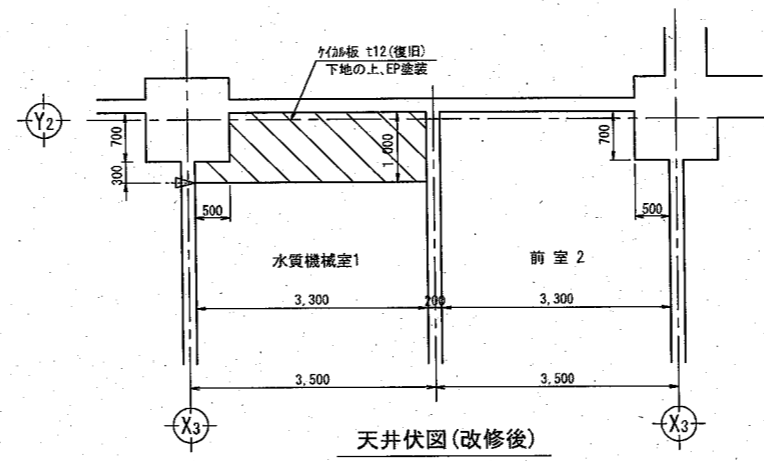 ケイカル板 t12(復旧)
下地の上、EP塗装
Y2
700
300
500
1,000
700
500
水質機械室1
前室 2
3,300
200
3,300
3,500
3,500
X3
X3
天井伏図(改修後)